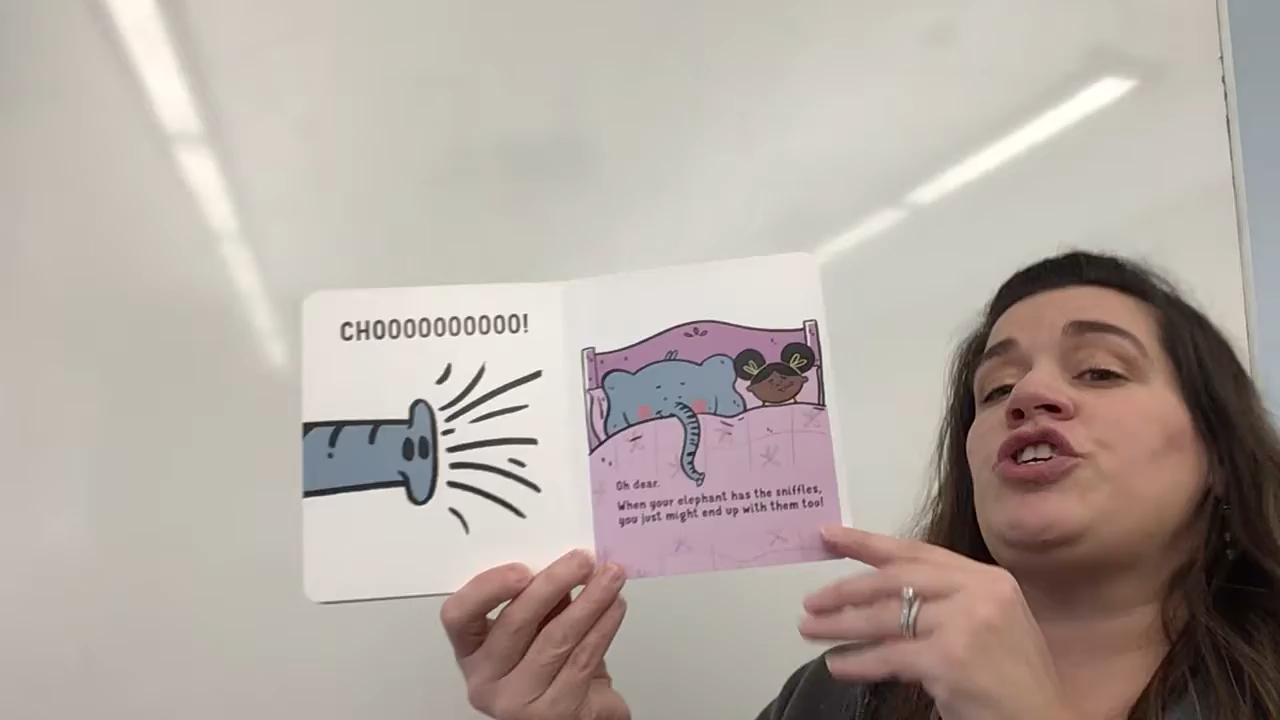 CHOOOOOOOOOO!
Oh dear.
When your elephant has the sniffles,
you just might end up with them too!